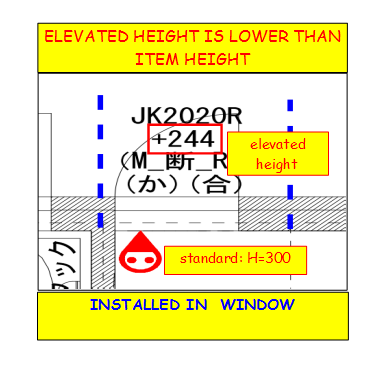 ELEVATED HEIGHT IS LOWER THAN
ITEM HEIGHT
JK2020R
+244
elevated
height
(M_断_R
(か)(合)
standard: H=300
ック
INSTALLED IN WINDOW